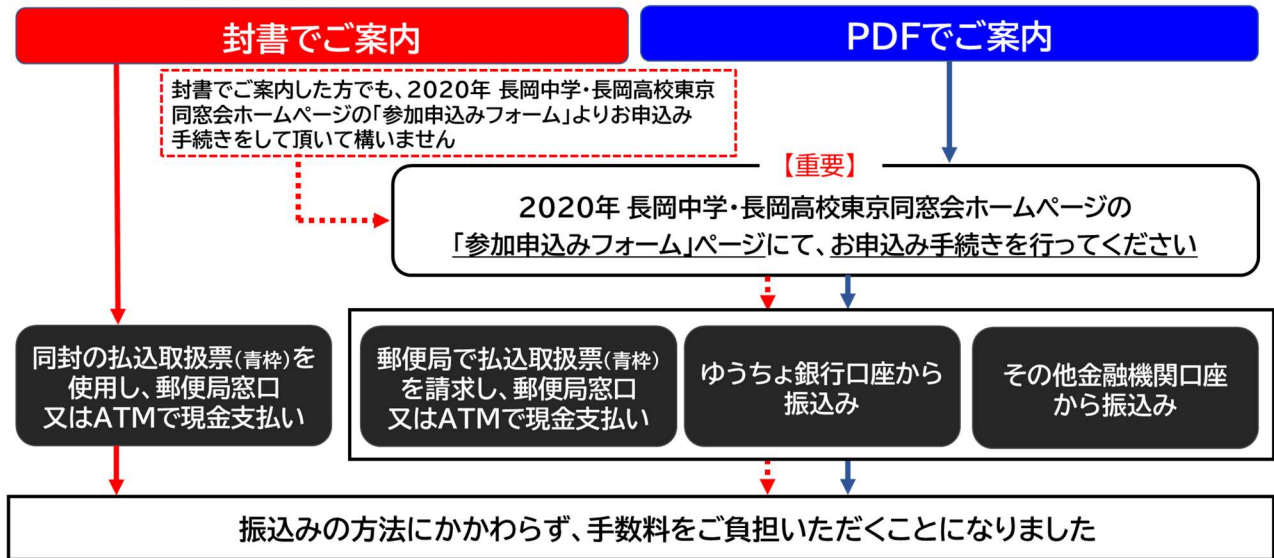 封書でご案内
PDFでご案内
封書でご案内した方でも、2020年 長岡中学・長岡高校東京
同窓会ホームページの「参加申込みフォーム」よりお申込み
手続きをして頂いて構いません
【重要】
2020年 長岡中学・長岡高校東京同窓会ホームページの
「参加申込みフォーム」ページにて、お申込み手続きを行ってください
同封の払込取扱票(青枠)を
使用し、郵便局窓口
又はATMで現金支払い
郵便局で払込取扱票(青枠)
を請求し、郵便局窓口
又はATMで現金支払い
ゆうちょ銀行口座から
振込み
その他金融機関口座
から振込み
振込みの方法にかかわらず、手数料をご負担いただくことになりました